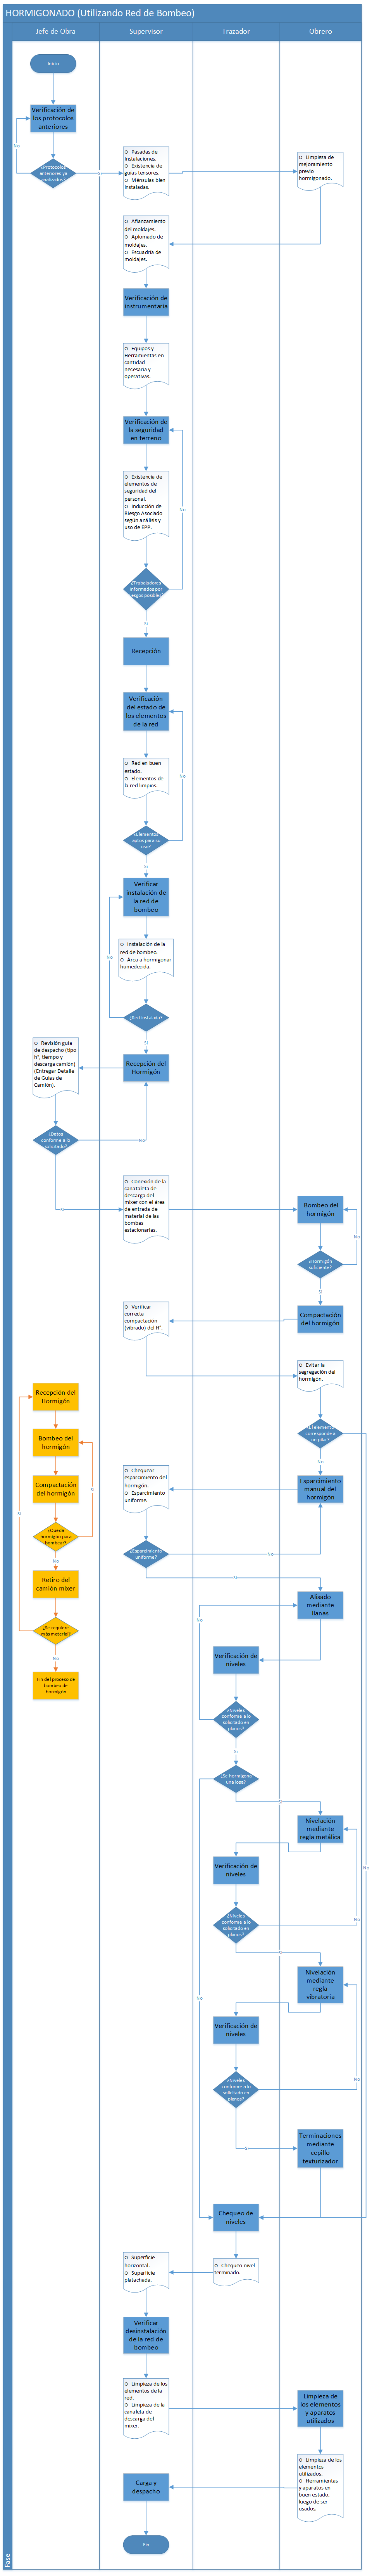 HORMIGONADO (Utilizando Red de Bombeo)
Jefe de Obra
Supervisor
Trazador
Obrero
Inicio
Verificación de
los protocolos
anteriores
No
¿Protocolos
anteriores ya
analizados?
Si
o Pasadas de
Instalaciones.
o Existencia de
guías tensores.
o Ménsulas bien
instaladas.
o Limpieza de
mejoramiento
previo
hormigonado.
o Afianzamiento
del moldajes.
o Aplomado de
moldajes.
o Escuadría de
moldajes.
Verificación de
instrumentaria
o Equipos y
Herramientas en
cantidad
necesaria y
operativas.
Verificación de
la seguridad
en terreno
o Existencia de
elementos de
seguridad del
personal.
o Inducción de
Riesgo Asociado
según análisis y
uso de EPP.
No
¿Trabajadores
informados por
riesgos posibles?
Si
Recepción
Verificación
del estado de
los elementos
de la red
o Red en buen
estado.
o Elementos de
la red limpios.
No
¿Elementos
aptos para su
uso?
Si
Verificar
instalación de
la red de
bombeo
o Instalación de la
red de bombeo.
o Área a hormigonar
humedecida.
No
¿Red instalada?
Si
Recepción del
Hormigón
o Revisión guía
de despacho (tipo
h°, tiempo y
descarga camión)
(Entregar Detalle
de Guías de
Camión).
¿Datos
conforme a lo
solicitado?
No
Si
o Conexión de la
canataleta de
descarga del
mixer con el área
de entrada de
material de las
bombas
estacionarias.
Bombeo del
hormigón
No
¿Hormigón
suficiente?
Si
Compactación
del hormigón
o Verificar
correcta
compactación
(vibrado) del H°.
o Evitar la
segregación del
hormigón.
¿El elemento
corresponde a
un pilar?
No
Recepción del
Hormigón
Bombeo del
hormigón
Compactación
del hormigón
Si
Si
¿Queda
hormigón para
bombear?
No
Retiro del
camión mixer
¿Se requiere
más material?
No
Fin del proceso de
bombeo de
hormigón
o Chequear
esparcimiento del
hormigón.
o Esparcimiento
uniforme.
Esparcimiento
manual del
hormigón
¿Esparcimiento
uniforme?
No
Si
Alisado
mediante
llanas
Verificación de
niveles
No
¿Niveles
conforme a lo
solicitado en
planos?
Si
¿Se hormigona
una losa?
Si
Nivelación
mediante
regla metálica
No
Verificación de
niveles
¿Niveles
conforme a lo
solicitado en
planos?
No
Si
Nivelación
mediante
regla
vibratoria
No
Verificación de
niveles
¿Niveles
conforme a lo
solicitado en
planos?
No
Si
Terminaciones
mediante
cepillo
texturizador
Chequeo de
niveles
o Superficie
horizontal.
o Superficie
platachada.
o Chequeo nivel
terminado.
Verificar
desinstalación
de la red de
bombeo
o Limpieza de los
elementos de la
red.
o Limpieza de la
canaleta de
descarga del
mixer.
Limpieza de
los elementos
y aparatos
utilizados
o Limpieza de los
elementos
utilizados.
o Herramientas
y aparatos en
buen estado,
luego de ser
usados.
Carga y
despacho
Fin
Fase